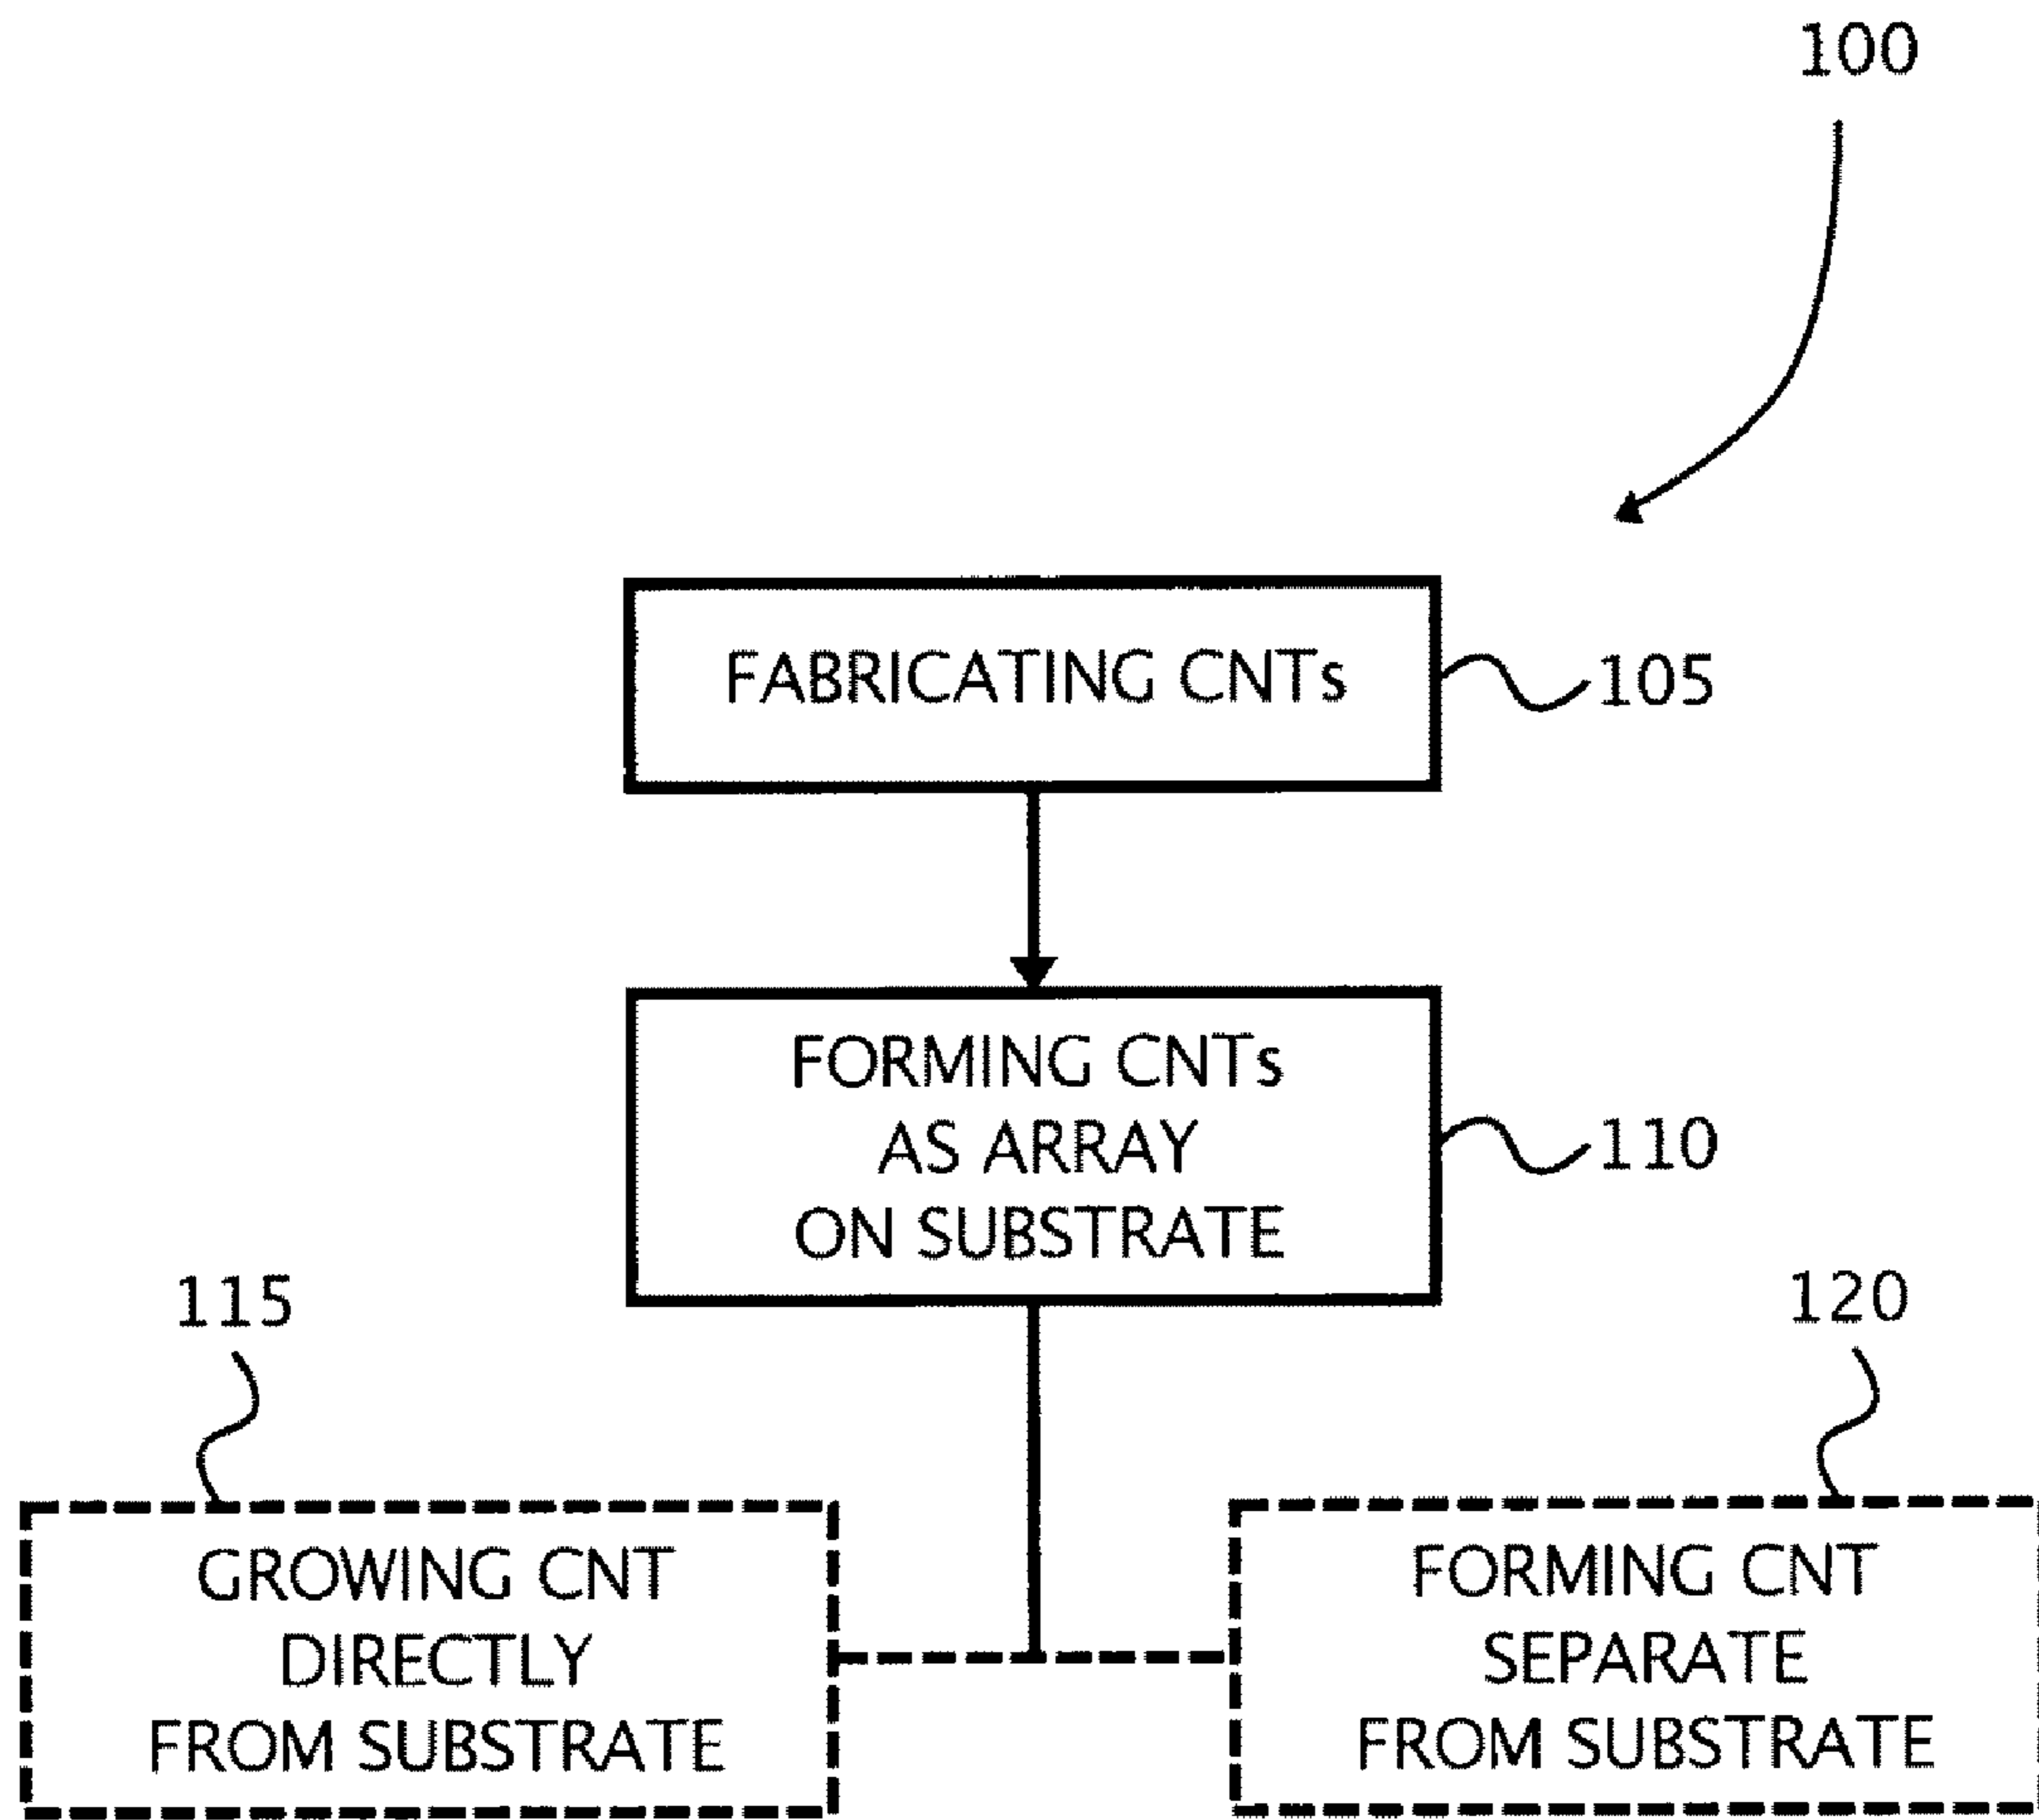 100
FABRICATING CNTs
105
FORMING CNTs
AS ARRAY
ON SUBSTRATE
110
115
120
GROWING CNT
DIRECTLY
FROM SUBSTRATE
FORMING CNT
SEPARATE
FROM SUBSTRATE